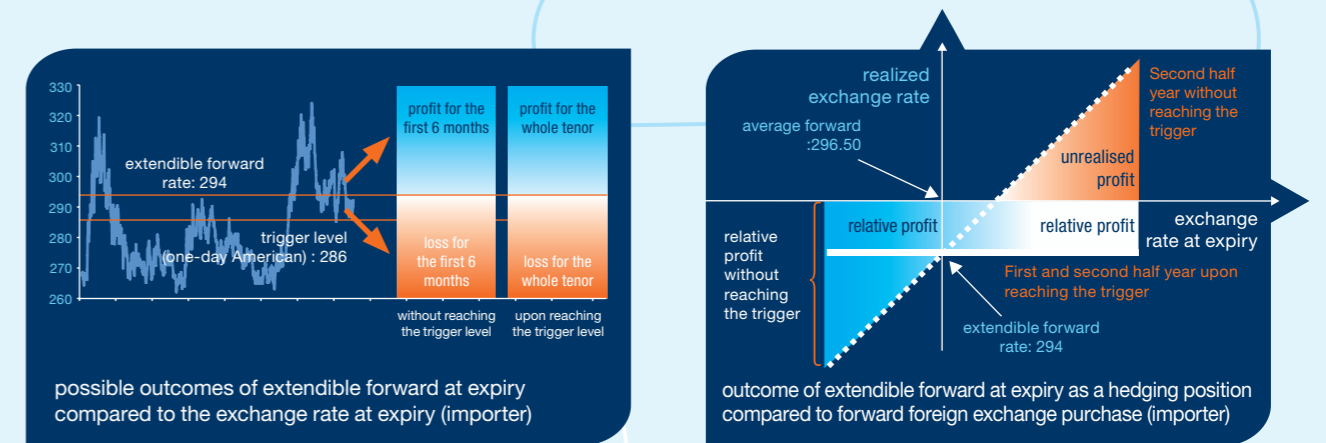 330
320
310
300
290
280
270
260
extendible forward
rate: 294
trigger level
(one-day American) : 286
profit for the
first 6 months
profit for the
whole tenor
loss for
the first 6
months
loss for the
whole tenor
without reaching
the trigger level
upon reaching
the trigger level
possible outcomes of extendible forward at expiry
compared to the exchange rate at expiry (importer)
realized
exchange rate
average forward
:296.50
Second half
year without
reaching the
trigger
unrealised
profit
relative profit
relative profit
exchange
rate at expiry
relative
profit
without
reaching
the trigger
First and second half year upon
reaching the trigger
extendible forward
rate: 294
outcome of extendible forward at expiry as a hedging position
compared to forward foreign exchange purchase (importer)